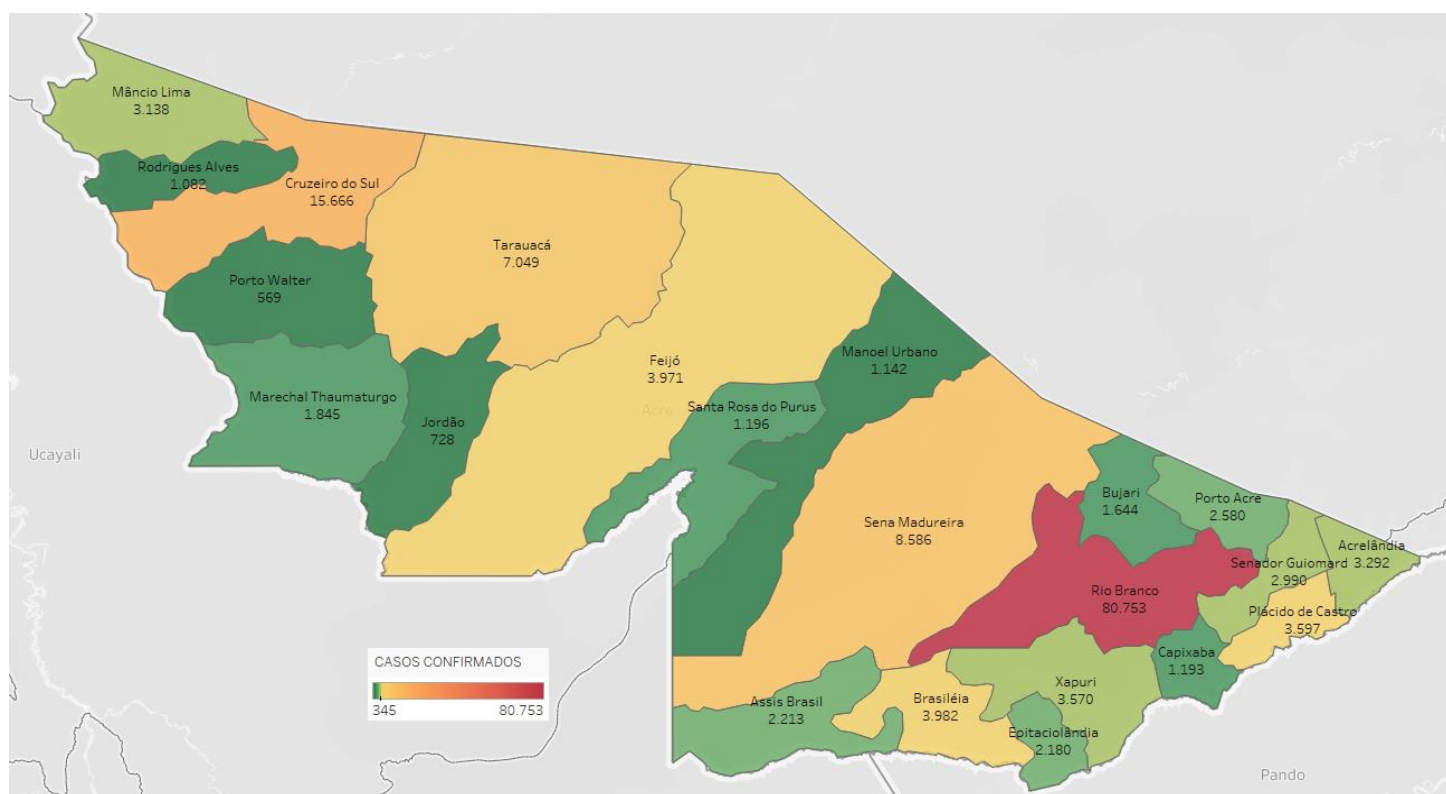 Mâncio Lima
3.138
Rodrigues Alves
1.082
Cruzeiro do Sul
15.666
Tarauacá
7.049
Porto Walter
569
Feijó
3.971
Acre
Manoel Urbano
1.142
Marechal Thaumaturgo
1.845
Jordão
728
Santa Rosa do Purus
1.196
Ucayali
Sena Madureira
8.586
Bujari
1.644
Porto Acre
2.580
Acrelândia
3.292
Senador Guiomard
2.990
Rio Branco
80.753
Plácido de Castro
3.597
Capixaba
1.193
CASOS CONFIRMADOS
345 80.753
Xapuri
3.570
Assis Brasil
2.213
Brasiléia
3.982
Epitaciolândia
2.180
Pando